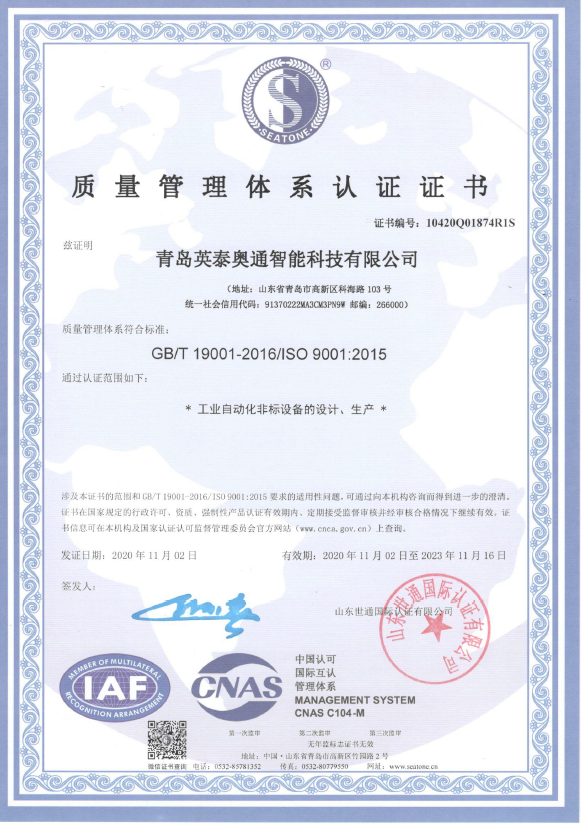 S
®
SEATONE
质量管理体系认证证书
证书编号：10420Q01874R1S
兹证明
青岛英泰奥通智能科技有限公司
（地址：山东省青岛市高新区科海路 103 号
统一社会信用代码：91370222MA3CM3PN9W 邮编：266000）
质量管理体系符合标准：
GB/T 19001-2016/ISO 9001:2015
通过认证范围如下：
* 工业自动化非标设备的设计、生产 *
涉及本证书的范围和 GB/T 19001-2016/ISO 9001:2015 要求的适用性问题，可通过向本机构咨询而得到进一步的澄清。
证书在国家规定的行政许可、资质、强制性产品认证有效期内、定期接受监督审核并经审核合格情况下继续有效。证
书信息可在本机构及国家认证认可监督管理委员会官方网站（www.cnca.gov.cn）上查询。
发证日期：2020 年 11 月 02 日
有效期：2020 年 11 月 02 日至 2023 年 11 月 16 日
签发人：
山东世通国际认证有限公司
山东世通国际认证有限公司
MEMBER OF MULTILATERAL
IAF
RECOGNITION ARRANGEMENT
CNAS
中国认可
国际互认
管理体系
MANAGEMENT SYSTEM
CNAS C104-M
第一次监审 第二次监审 第三次监审
无年监标志证书无效
地址：中国·山东省青岛市高新区竹园路 2 号
微信证书查询 电话：0532-85781352 传真：0532-80779550 网址：www.seatone.cn